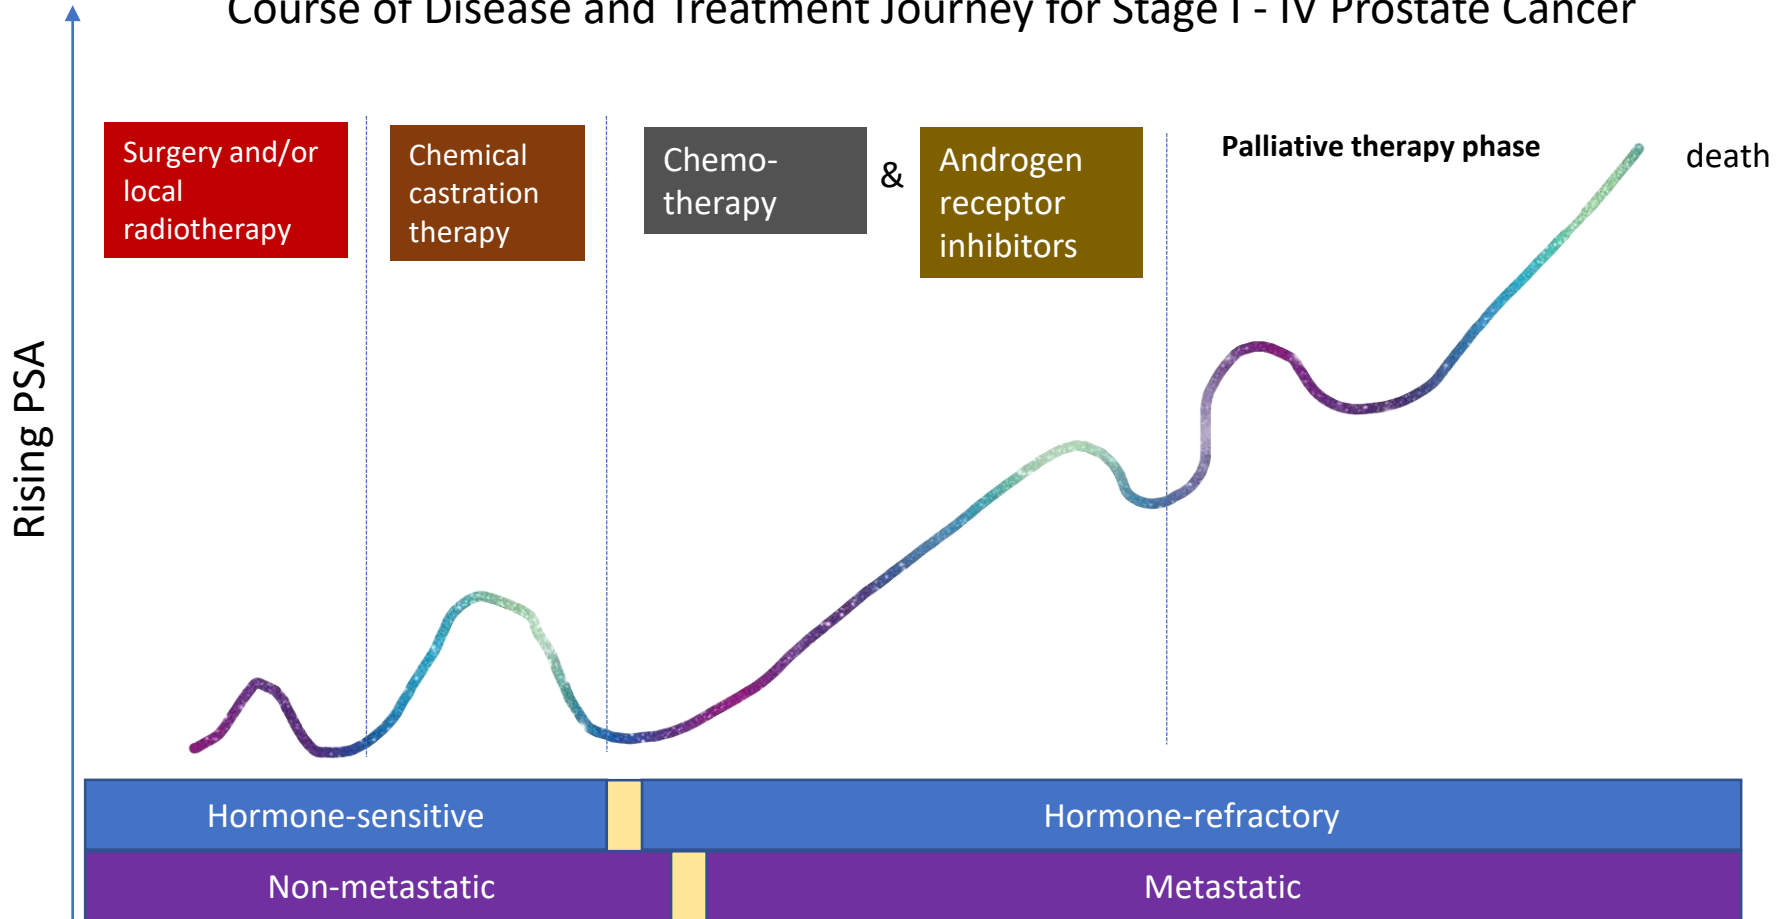 Course of Disease and Treatment Journey for Stage I - IV Prostate Cancer
Surgery and/or
local
radiotherapy
Chemical
castration
therapy
Chemo-
therapy
&
Androgen
receptor
inhibitors
Palliative therapy phase
death
Rising PSA
Hormone-sensitive
Hormone-refractory
Non-metastatic
Metastatic